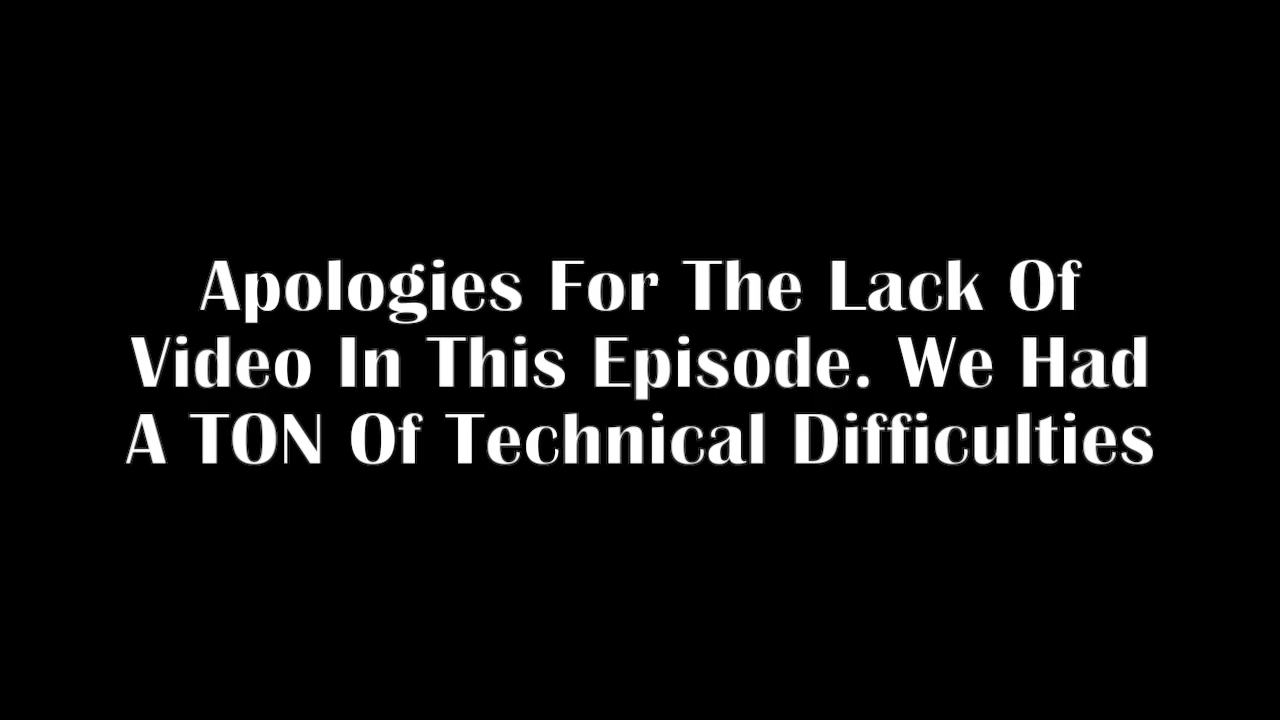 Apologies For The Lack Of
Video In This Episode. We Had
A TON Of Technical Difficulties